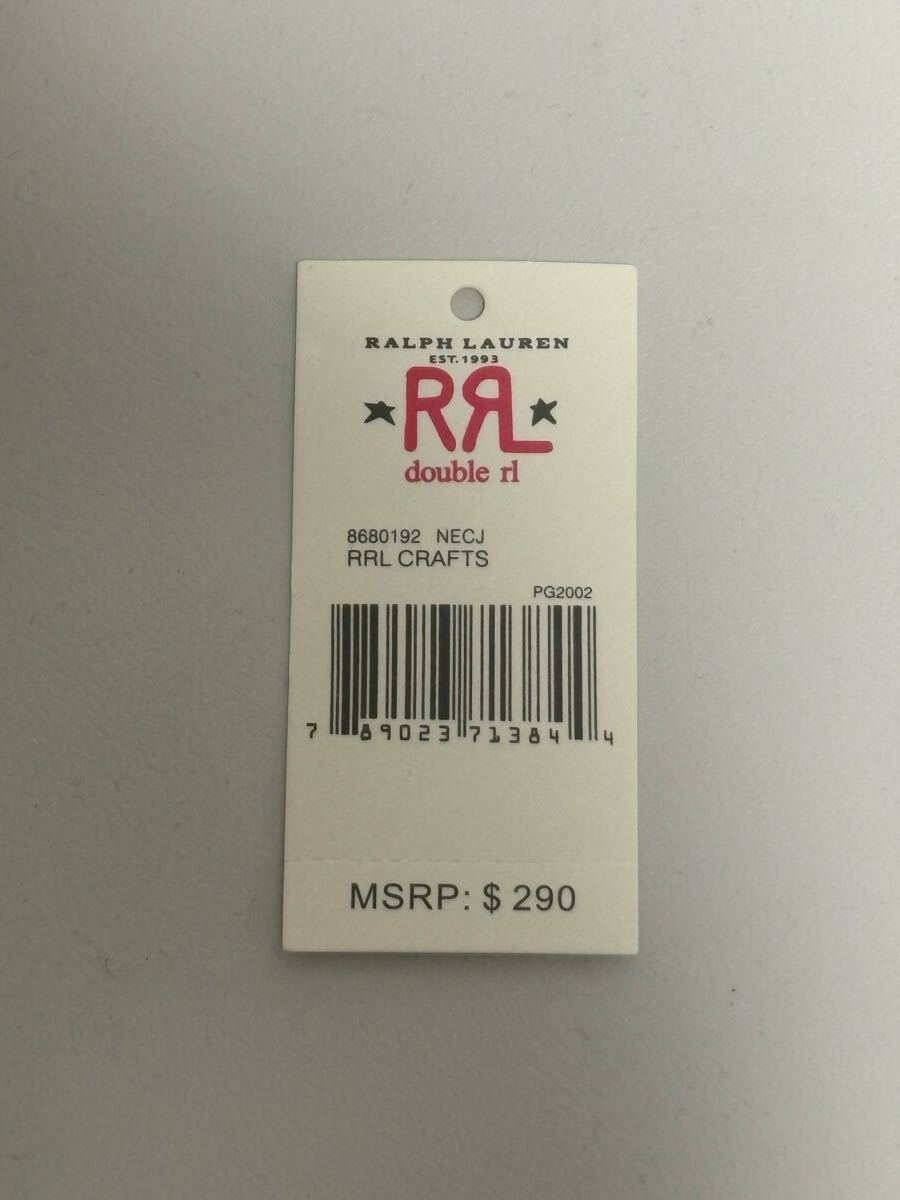 RALPH LAUREN
EST. 1993
RRL
double rl
8680192 NECJ
RRL CRAFTS
PG2002
7 89023 71384 4
MSRP: $ 290